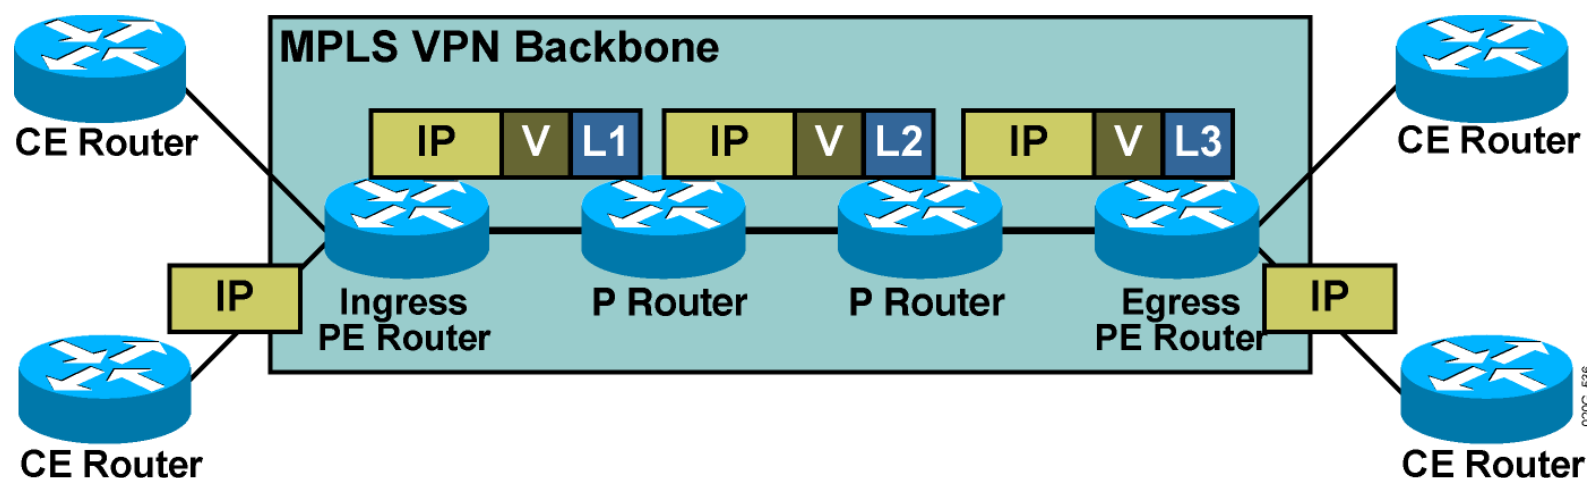 MPLS VPN Backbone
IP V L1 IP V L2 IP V L3
CE Router
CE Router
IP
Ingress
PE Router
P Router
P Router
Egress
PE Router
IP
CE Router
CE Router